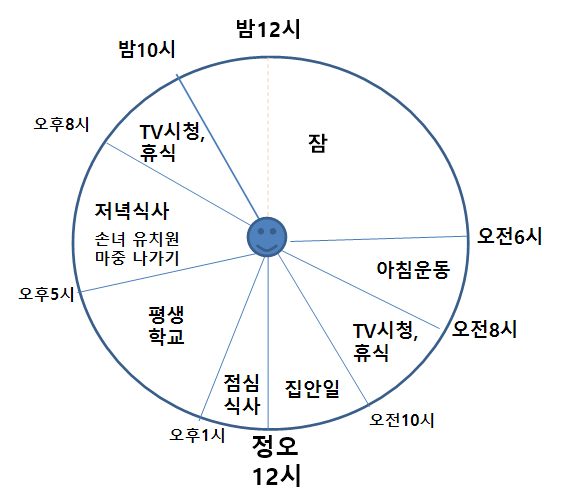 밤12시
밤10시
오후8시
TV시청,
휴식
잠
저녁식사
손녀 유치원
마중 나가기
오전6시
아침운동
오후5시
평생
학교
TV시청,
휴식
오전8시
점심
식사
집안일
오전10시
오후1시
정오
12시